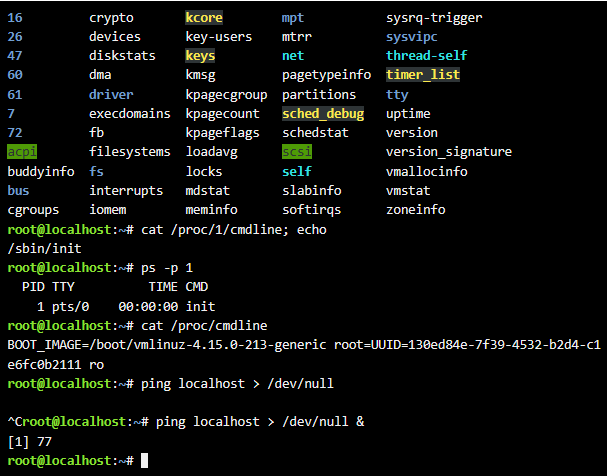 16         crypto       kcore        mpt           sysrq-trigger
26         devices      key-users    mtrr          sysvipc
47         diskstats    keys         net           thread-self
60         dma          kmsg         pagetypeinfo  timer_list
61         driver       kpagecgroup  partitions    tty
7          execdomains  kpagecount   sched_debug   uptime
72         fb           kpageflags   schedstat     version
acpi       filesystems  loadavg      scsi          version_signature
buddyinfo  fs           locks        self          vmallocinfo
bus        interrupts   mdstat       slabinfo      vmstat
cgroups    iomem        meminfo      softirqs      zoneinfo
root@localhost:~# cat /proc/1/cmdline; echo
/sbin/init
root@localhost:~# ps -p 1
  PID TTY          TIME CMD
    1 pts/0    00:00:00 init
root@localhost:~# cat /proc/cmdline
BOOT_IMAGE=/boot/vmlinuz-4.15.0-213-generic root=UUID=130ed84e-7f39-4532-b2d4-c1
e6fc0b2111 ro
root@localhost:~# ping localhost > /dev/null
^Croot@localhost:~# ping localhost > /dev/null &
[1] 77
root@localhost:~#